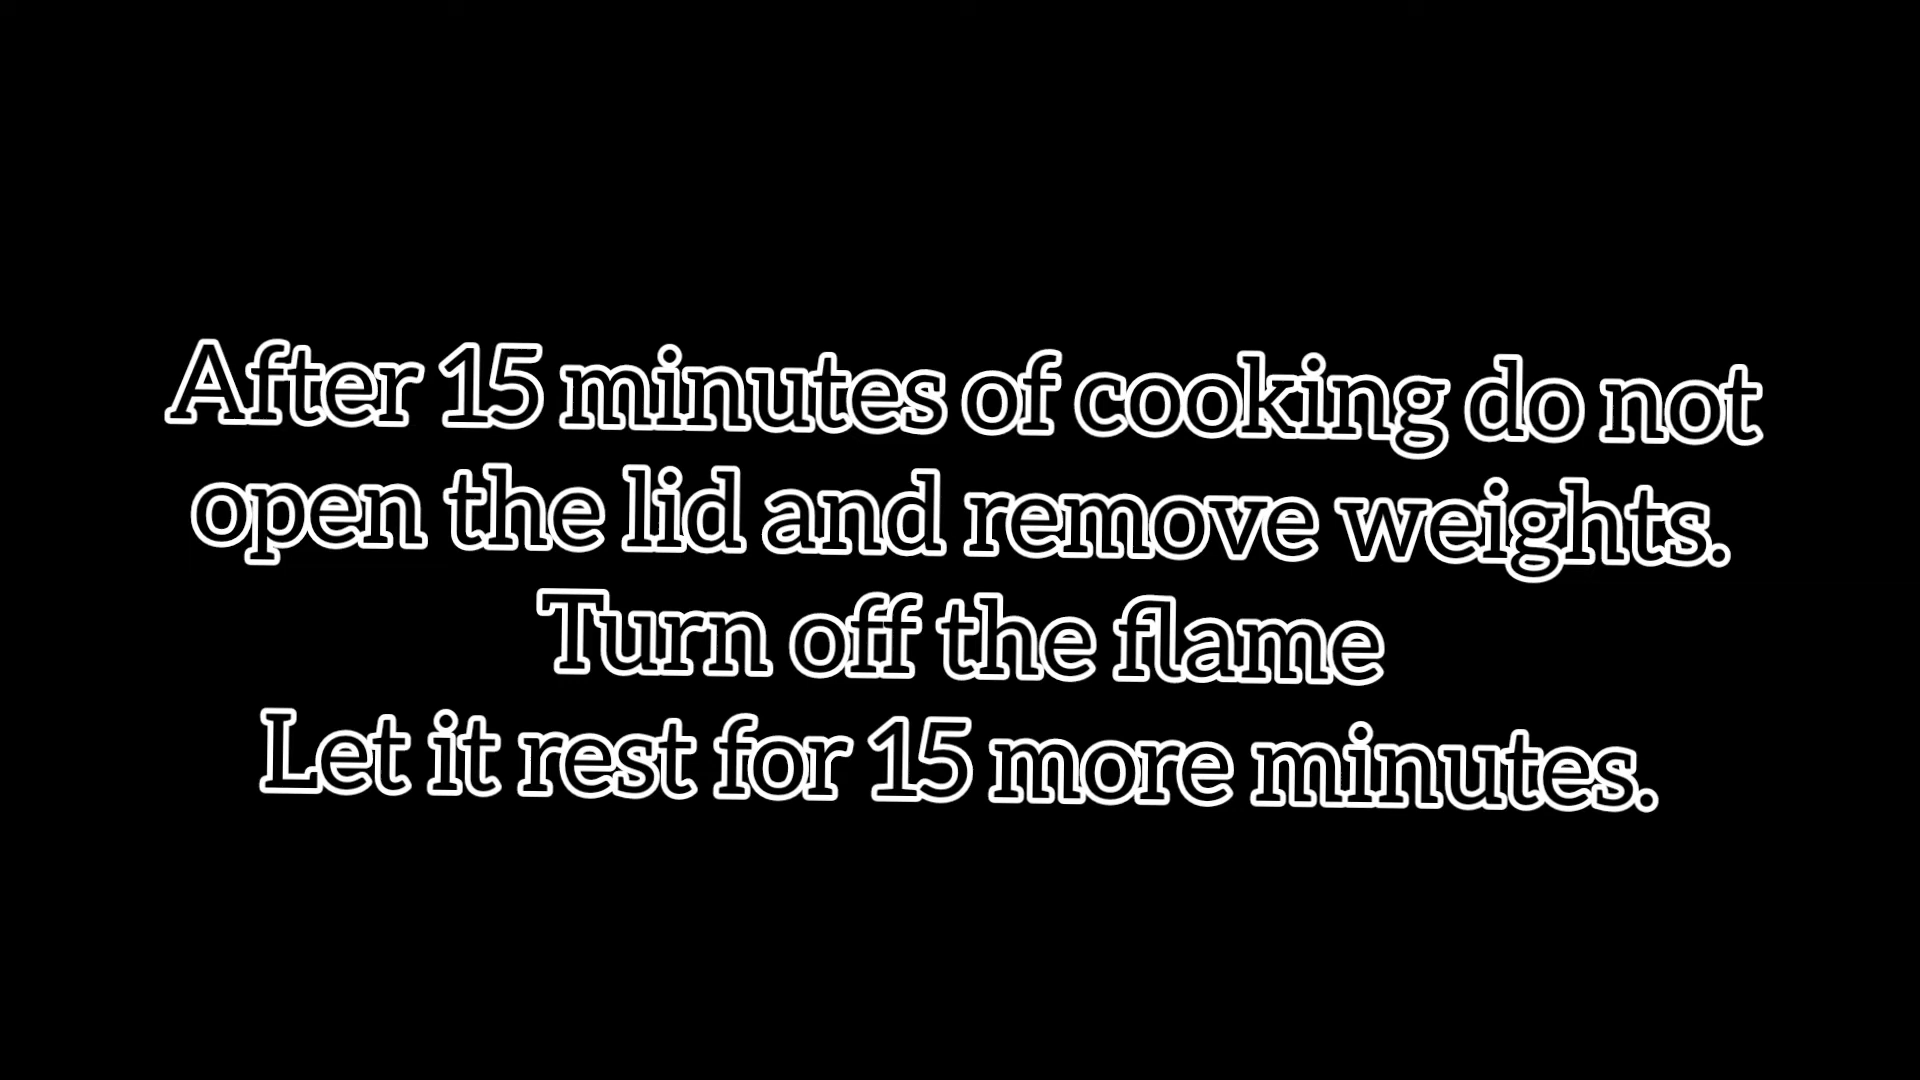 After 15 minutes of cooking do not
open the lid and remove weights.
Turn off the flame
Let it rest for 15 more minutes.